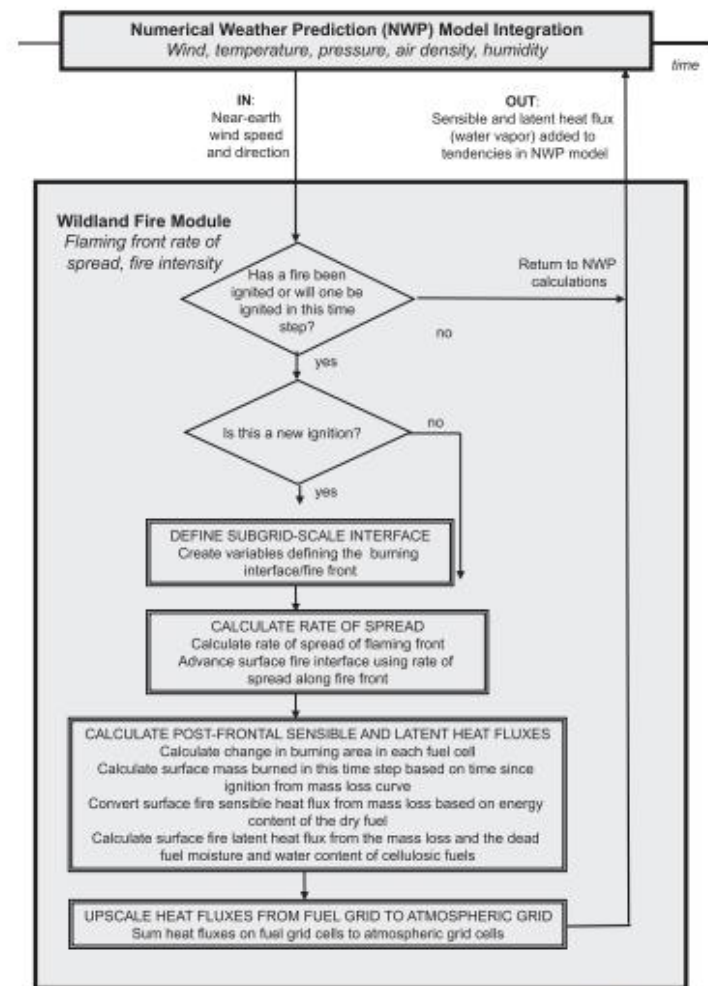 Numerical Weather Prediction (NWP) Model Integration
Wind, temperature, pressure, air density, humidity
time
IN:
Near-earth
wind speed
and direction
OUT:
Sensible and latent heat flux
(water vapor) added to
tendencies in NWP model
Wildland Fire Module
Flaming front rate of
spread, fire intensity
Has a fire been
ignited or will one be
ignited in this time
step?
Return to NWP
calculations
no
yes
Is this a new ignition?
no
yes
DEFINE SUBGRID-SCALE INTERFACE
Create variables defining the burning
interface/fire front
CALCULATE RATE OF SPREAD
Calculate rate of spread of flaming front
Advance surface fire interface using rate of
spread along fire front
CALCULATE POST-FRONTAL SENSIBLE AND LATENT HEAT FLUXES
Calculate change in burning area in each fuel cell
Calculate surface mass burned in this time step based on time since
ignition from mass loss curve
Convert surface fire sensible heat flux from mass loss based on energy
content of the dry fuel
Calculate surface fire latent heat flux from the mass loss and the dead
fuel moisture and water content of cellulosic fuels
UPSCALE HEAT FLUXES FROM FUEL GRID TO ATMOSPHERIC GRID
Sum heat fluxes on fuel grid cells to atmospheric grid cells